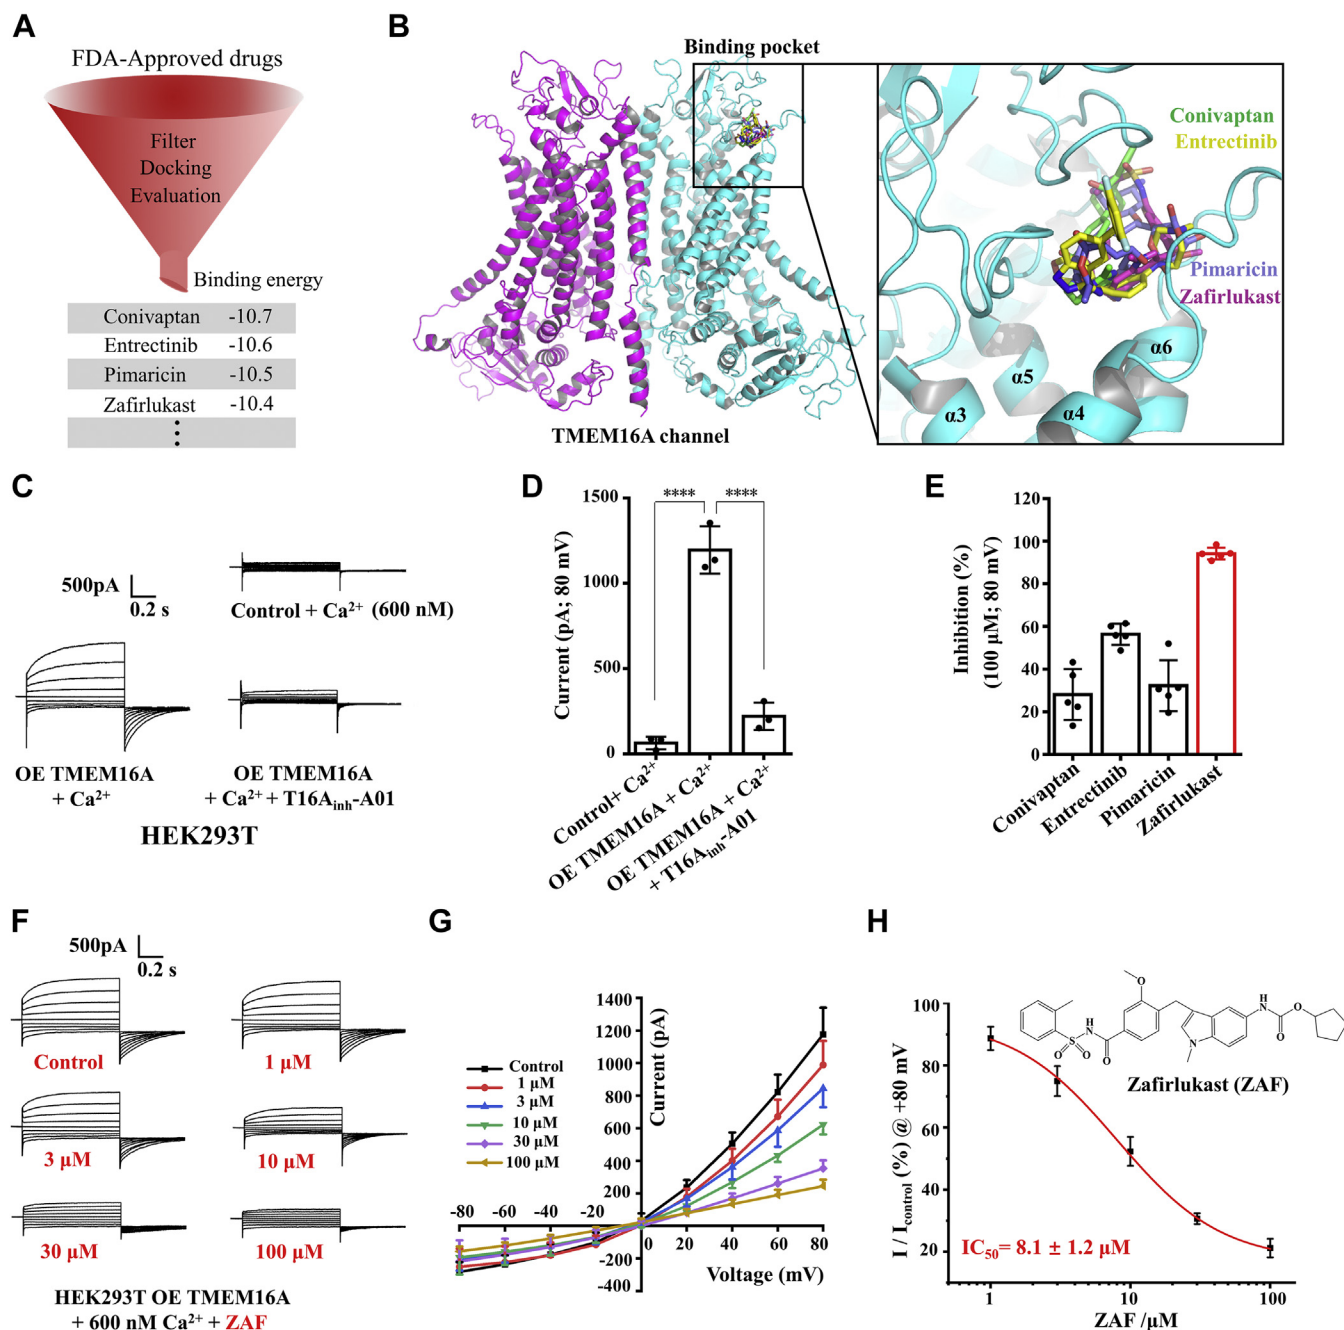 A
FDA-Approved drugs
Filter
Docking
Evaluation
Binding energy
Conivaptan -10.7
Entrectinib -10.6
Pimaricin -10.5
Zafirlukast -10.4
B
Binding pocket
TMEM16A channel
Conivaptan
Entrectinib
Pimaricin
Zafirlukast
α3
α5
α4
α6
C
500pA
0.2 s
Control + Ca²⁺ (600 nM)
OE TMEM16A
+ Ca²⁺
OE TMEM16A
+ Ca²⁺ + T16Aᵢₙₕ-A01
HEK293T
D
Current (pA; 80 mV)
1500
1000
500
0
**** ****
Control+ Ca²⁺
OE TMEM16A + Ca²⁺
OE TMEM16A + Ca²⁺
+ T16Aᵢₙₕ-A01
E
Inhibition (%)
(100 μM; 80 mV)
120
100
80
60
40
20
0
Conivaptan
Entrectinib
Pimaricin
Zafirlukast
F
500pA
0.2 s
Control
1 μM
3 μM
10 μM
30 μM
100 μM
HEK293T OE TMEM16A
+ 600 nM Ca²⁺ + ZAF
G
Control
1 μM
3 μM
10 μM
30 μM
100 μM
Current (pA)
1400
1200
1000
800
600
400
200
-200
-400
-80 -60 -40 -20 0 20 40 60 80
Voltage (mV)
H
I / Icontrol (%) @ +80 mV
100
80
60
40
20
1 10 100
ZAF /μM
IC₅₀= 8.1 ± 1.2 μM
Zafirlukast (ZAF)
O
H
N
S
O O
O
N
H
N
O
O